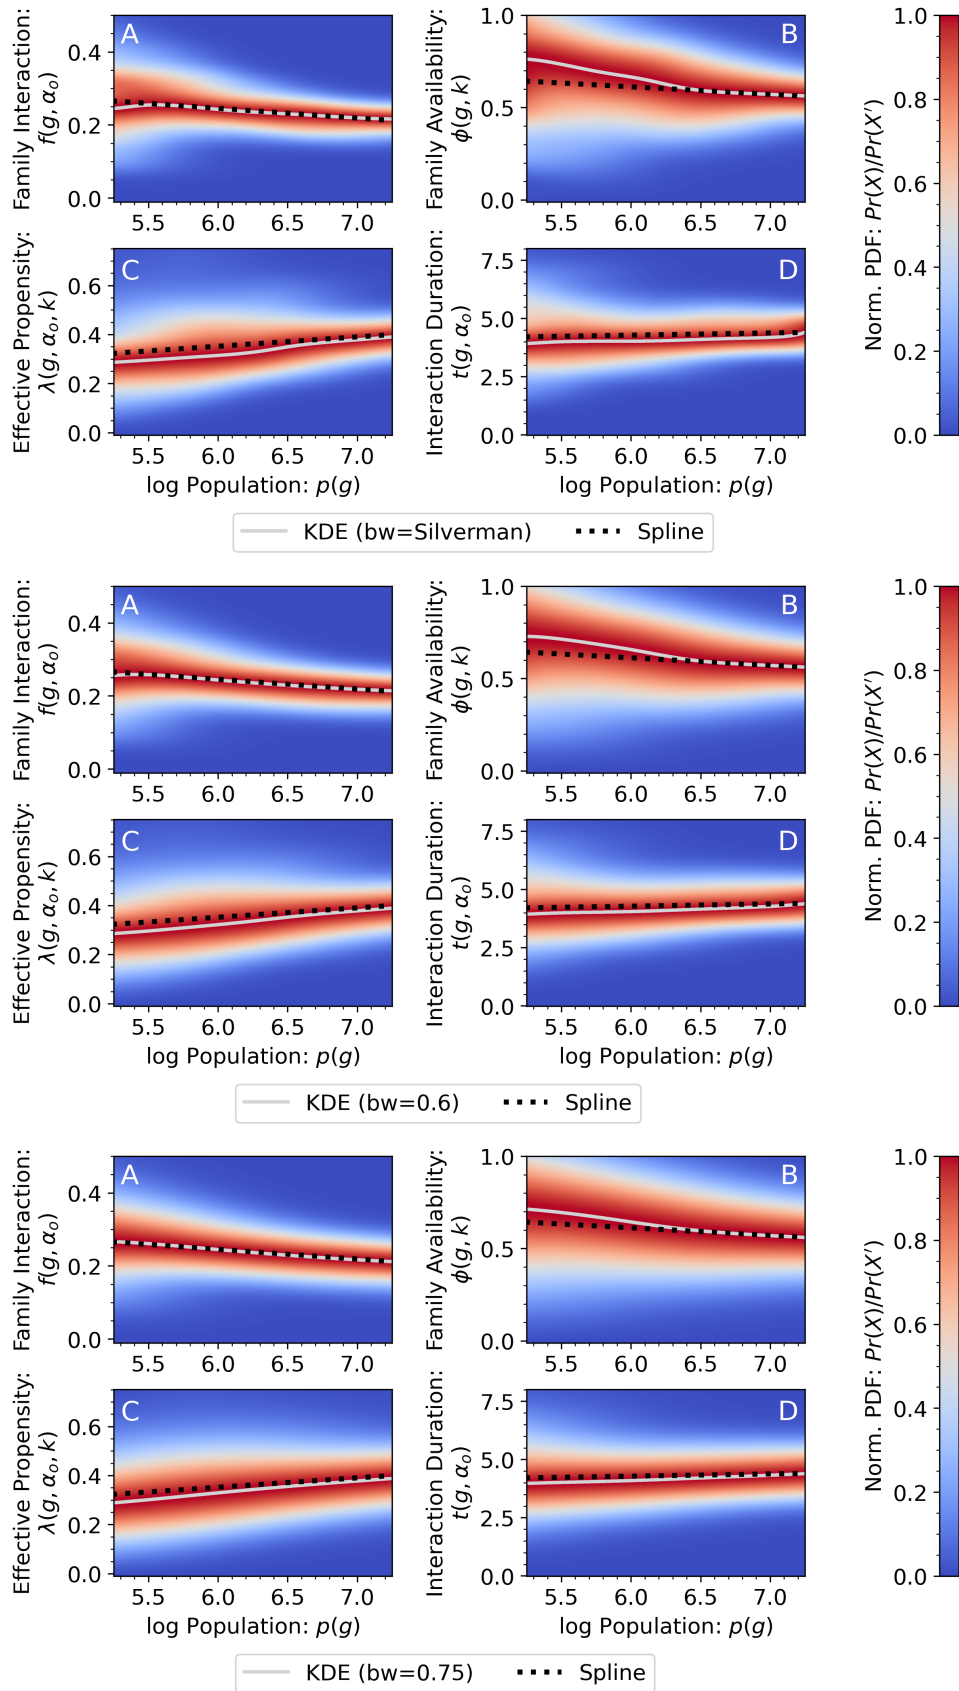 A
B
Family Interaction:
f(g, αₒ)
0.4
0.2
0.0
5.5 6.0 6.5 7.0
Family Availability:
ϕ(g, k)
1.0
0.5
0.0
5.5 6.0 6.5 7.0
C
D
Effective Propensity:
λ(g, αₒ, k)
0.6
0.4
0.2
0.0
5.5 6.0 6.5 7.0
log Population: p(g)
Interaction Duration:
t(g, αₒ)
7.5
5.0
2.5
0.0
5.5 6.0 6.5 7.0
log Population: p(g)
Norm. PDF: Pr(X)/Pr(X′)
1.0
0.8
0.6
0.4
0.2
0.0
KDE (bw=Silverman) Spline
A
B
Family Interaction:
f(g, αₒ)
0.4
0.2
0.0
5.5 6.0 6.5 7.0
Family Availability:
ϕ(g, k)
1.0
0.5
0.0
5.5 6.0 6.5 7.0
C
D
Effective Propensity:
λ(g, αₒ, k)
0.6
0.4
0.2
0.0
5.5 6.0 6.5 7.0
log Population: p(g)
Interaction Duration:
t(g, αₒ)
7.5
5.0
2.5
0.0
5.5 6.0 6.5 7.0
log Population: p(g)
Norm. PDF: Pr(X)/Pr(X′)
1.0
0.8
0.6
0.4
0.2
0.0
KDE (bw=0.6) Spline
A
B
Family Interaction:
f(g, αₒ)
0.4
0.2
0.0
5.5 6.0 6.5 7.0
Family Availability:
ϕ(g, k)
1.0
0.5
0.0
5.5 6.0 6.5 7.0
C
D
Effective Propensity:
λ(g, αₒ, k)
0.6
0.4
0.2
0.0
5.5 6.0 6.5 7.0
log Population: p(g)
Interaction Duration:
t(g, αₒ)
7.5
5.0
2.5
0.0
5.5 6.0 6.5 7.0
log Population: p(g)
Norm. PDF: Pr(X)/Pr(X′)
1.0
0.8
0.6
0.4
0.2
0.0
KDE (bw=0.75) Spline